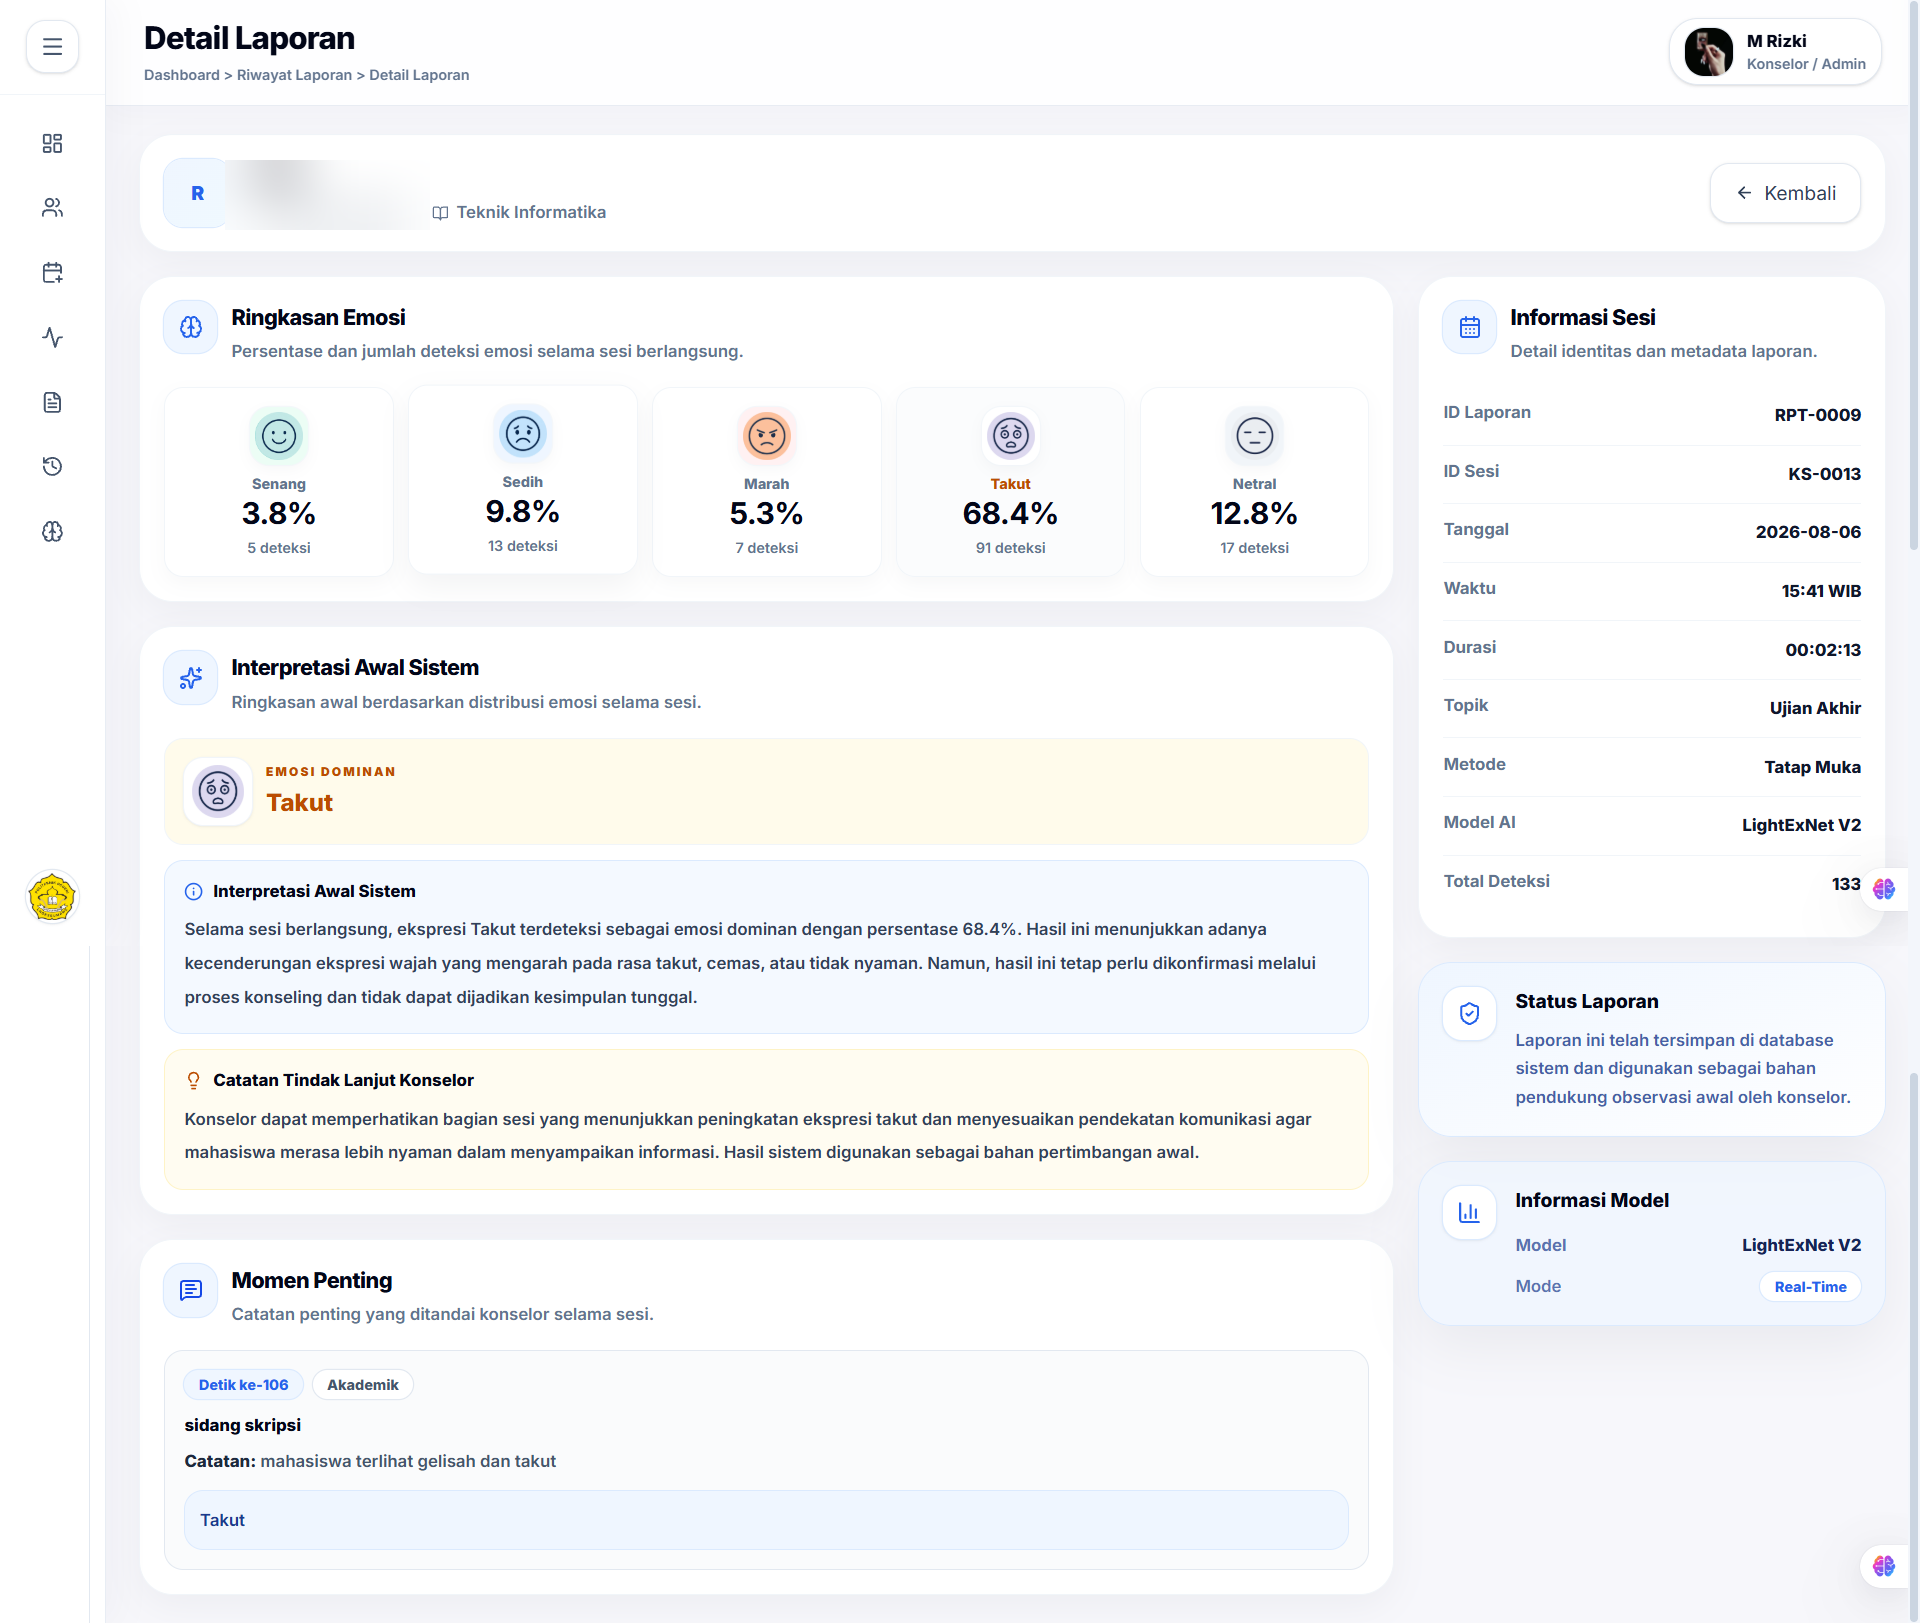 Detail Laporan
Dashboard > Riwayat Laporan > Detail Laporan
M Rizki
Konselor / Admin
R
Teknik Informatika
Kembali
Ringkasan Emosi
Persentase dan jumlah deteksi emosi selama sesi berlangsung.
Senang
3.8%
5 deteksi
Sedih
9.8%
13 deteksi
Marah
5.3%
7 deteksi
Takut
68.4%
91 deteksi
Netral
12.8%
17 deteksi
Interpretasi Awal Sistem
Ringkasan awal berdasarkan distribusi emosi selama sesi.
EMOSI DOMINAN
Takut
Interpretasi Awal Sistem
Selama sesi berlangsung, ekspresi Takut terdeteksi sebagai emosi dominan dengan persentase 68.4%. Hasil ini menunjukkan adanya
kecenderungan ekspresi wajah yang mengarah pada rasa takut, cemas, atau tidak nyaman. Namun, hasil ini tetap perlu dikonfirmasi melalui
proses konseling dan tidak dapat dijadikan kesimpulan tunggal.
Catatan Tindak Lanjut Konselor
Konselor dapat memperhatikan bagian sesi yang menunjukkan peningkatan ekspresi takut dan menyesuaikan pendekatan komunikasi agar
mahasiswa merasa lebih nyaman dalam menyampaikan informasi. Hasil sistem digunakan sebagai bahan pertimbangan awal.
Momen Penting
Catatan penting yang ditandai konselor selama sesi.
Detik ke-106
Akademik
sidang skripsi
Catatan: mahasiswa terlihat gelisah dan takut
Takut
Informasi Sesi
Detail identitas dan metadata laporan.
ID Laporan RPT-0009
ID Sesi KS-0013
Tanggal 2026-08-06
Waktu 15:41 WIB
Durasi 00:02:13
Topik Ujian Akhir
Metode Tatap Muka
Model AI LightExNet V2
Total Deteksi 133
Status Laporan
Laporan ini telah tersimpan di database
sistem dan digunakan sebagai bahan
pendukung observasi awal oleh konselor.
Informasi Model
Model LightExNet V2
Mode Real-Time